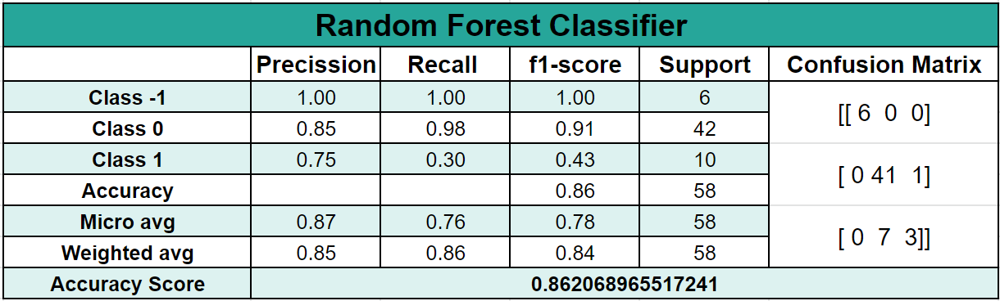 Random Forest Classifier
Precission Recall f1-score Support Confusion Matrix
Class -1 1.00 1.00 1.00 6
[[ 6 0 0]
Class 0 0.85 0.98 0.91 42
Class 1 0.75 0.30 0.43 10
[ 0 41 1]
Accuracy 0.86 58
Micro avg 0.87 0.76 0.78 58
[ 0 7 3]]
Weighted avg 0.85 0.86 0.84 58
Accuracy Score 0.862068965517241